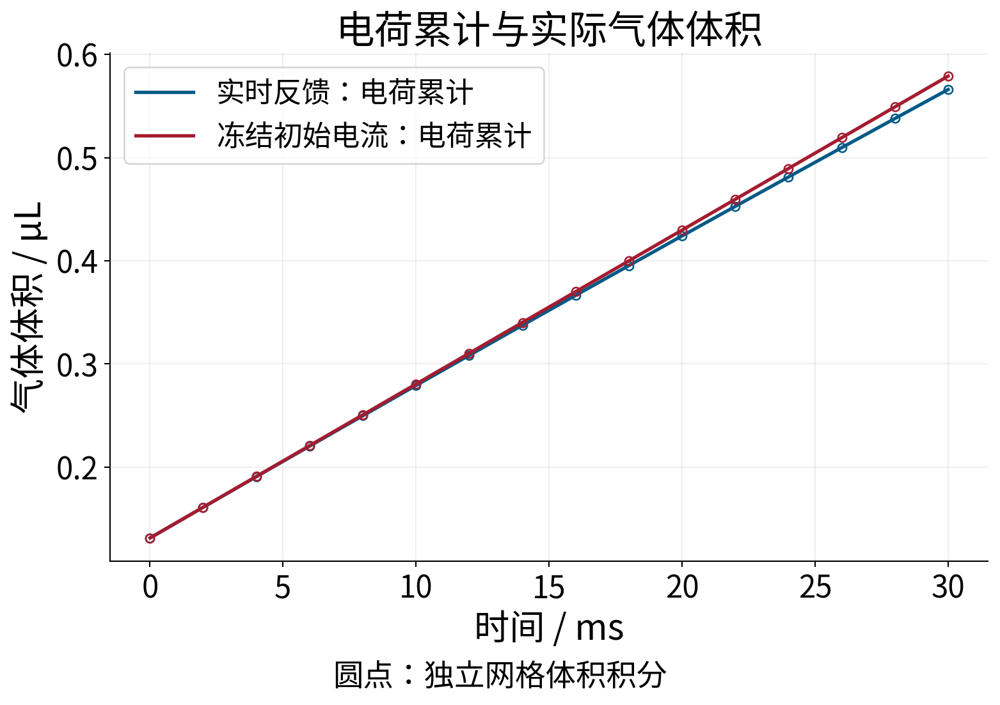 电荷累计与实际气体体积
实时反馈：电荷累计
冻结初始电流：电荷累计
气体体积 / μL
0.6
0.5
0.4
0.3
0.2
0 5 10 15 20 25 30
时间 / ms
圆点：独立网格体积积分